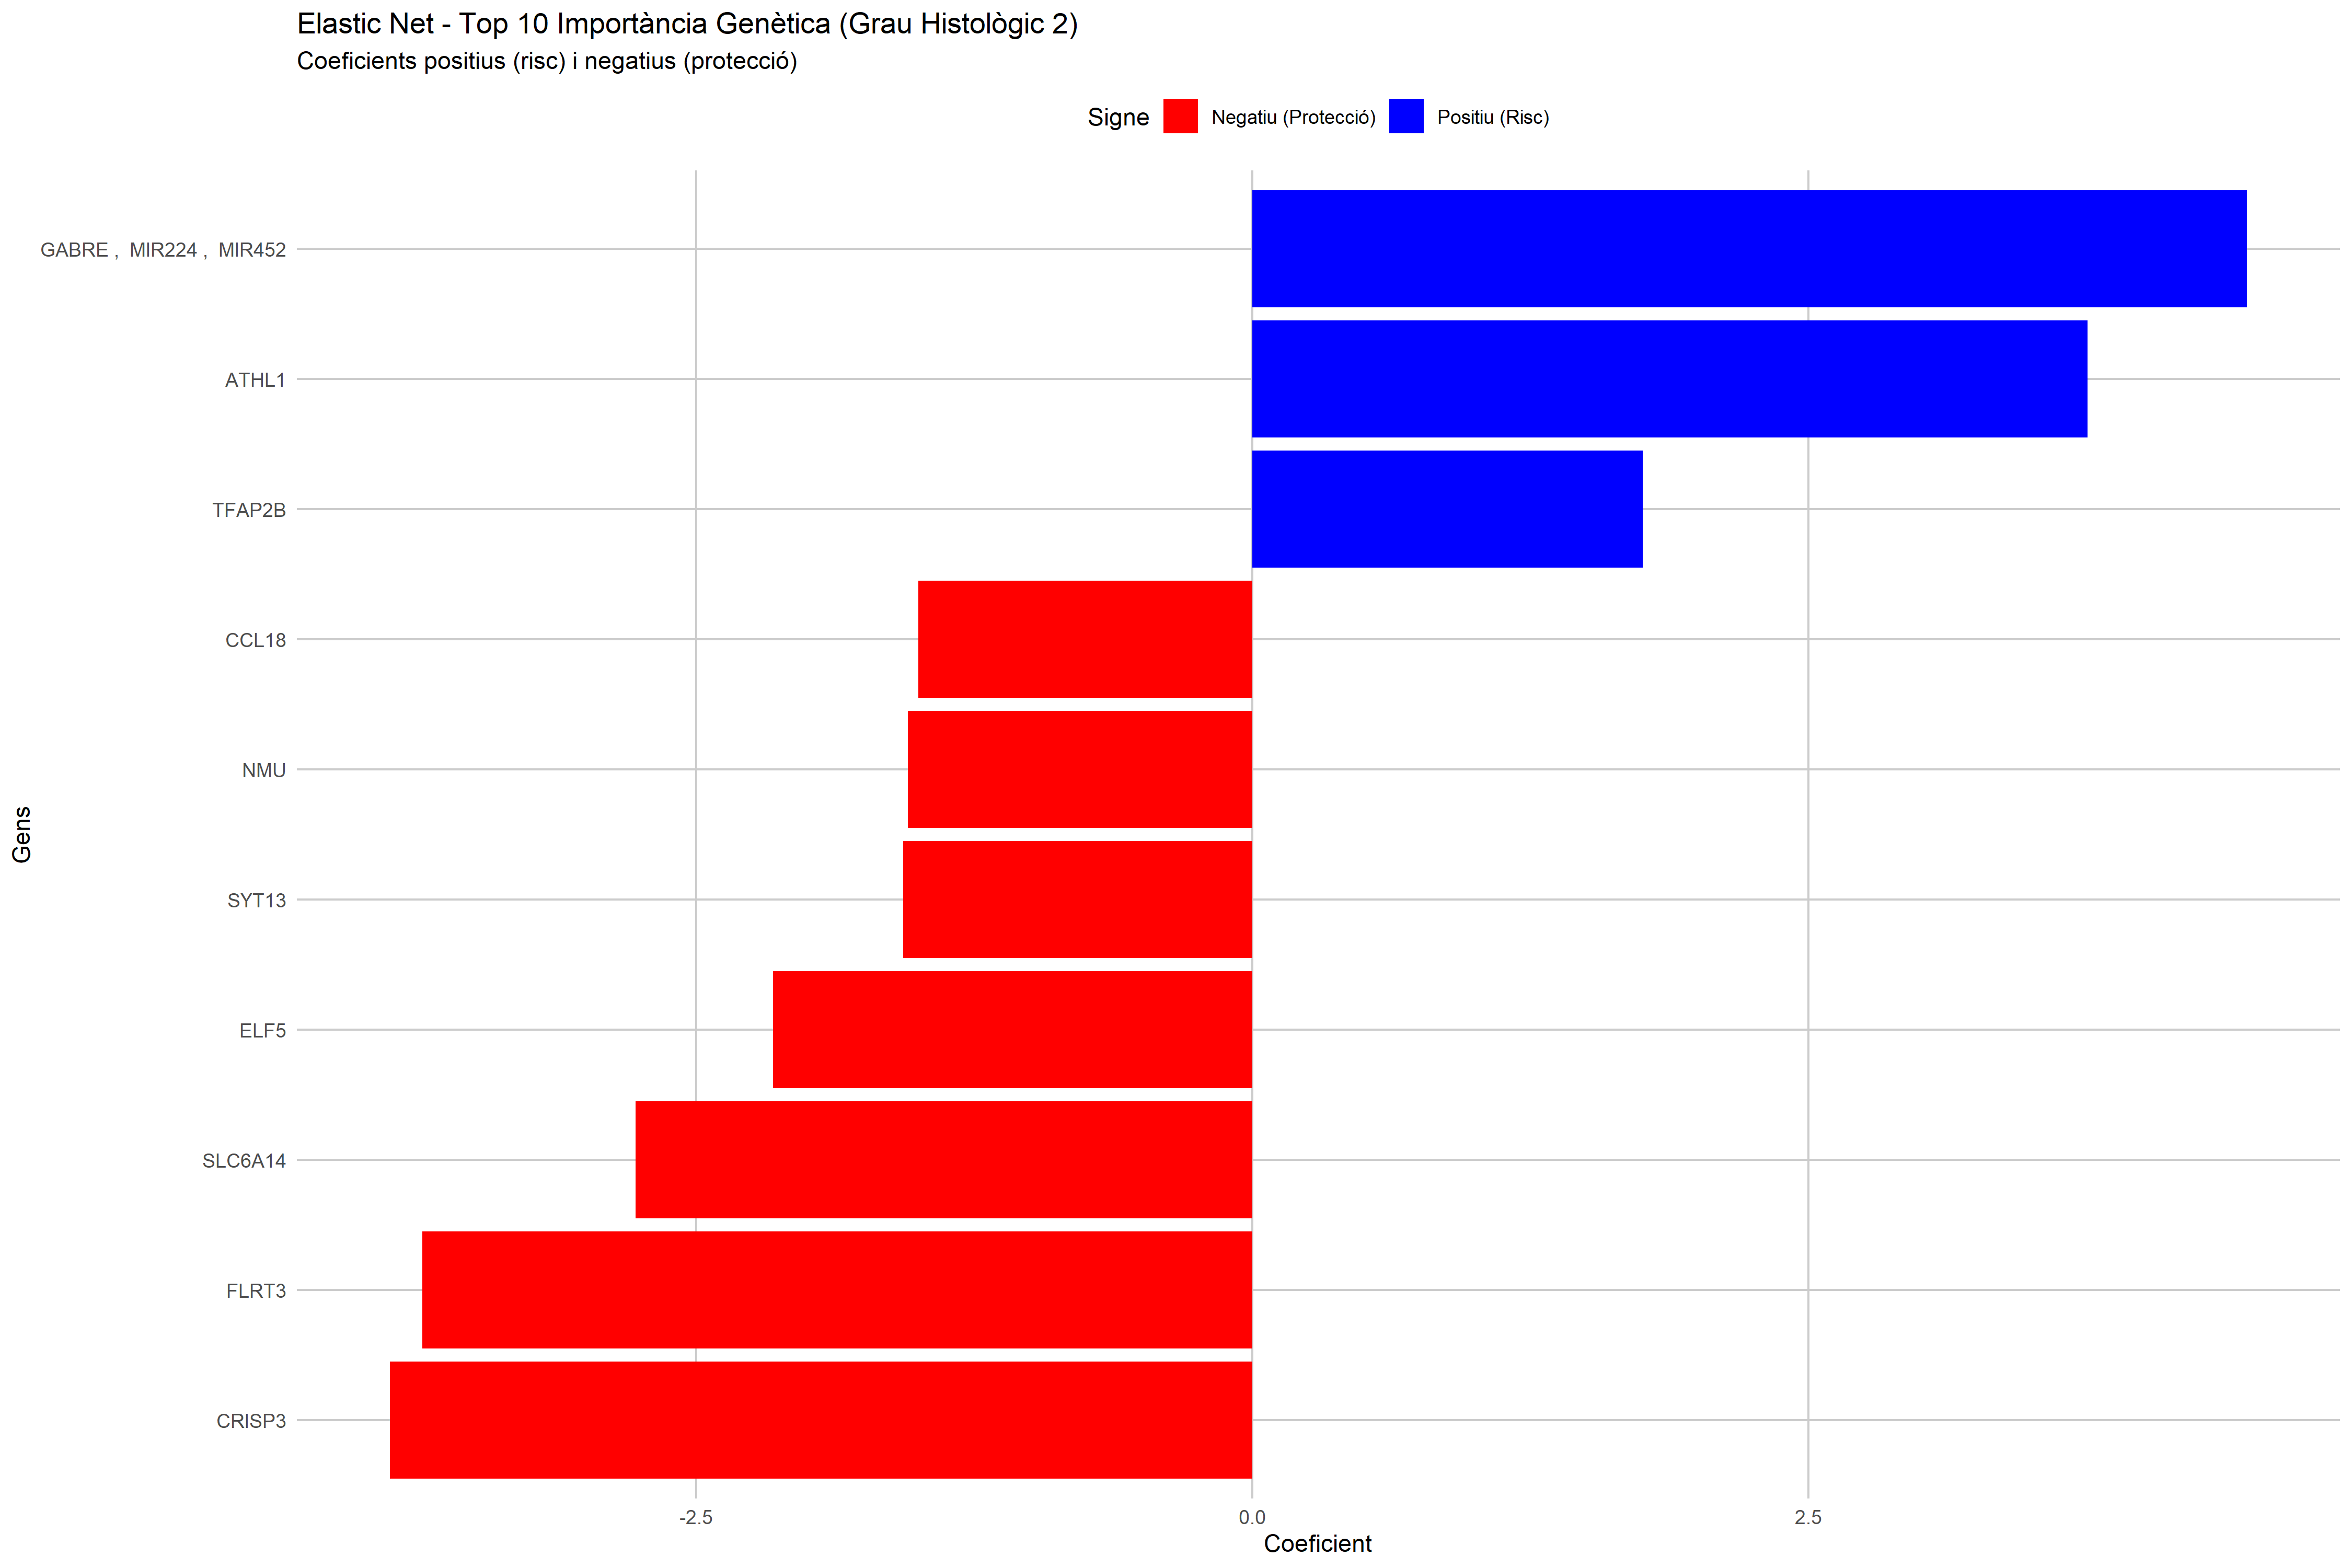 Elastic Net - Top 10 Importància Genètica (Grau Histològic 2)
Coeficients positius (risc) i negatius (protecció)
Signe Negatiu (Protecció) Positiu (Risc)
GABRE , MIR224 , MIR452
ATHL1
TFAP2B
CCL18
NMU
SYT13
ELF5
SLC6A14
FLRT3
CRISP3
Gens
-2.5 0.0 2.5
Coeficient